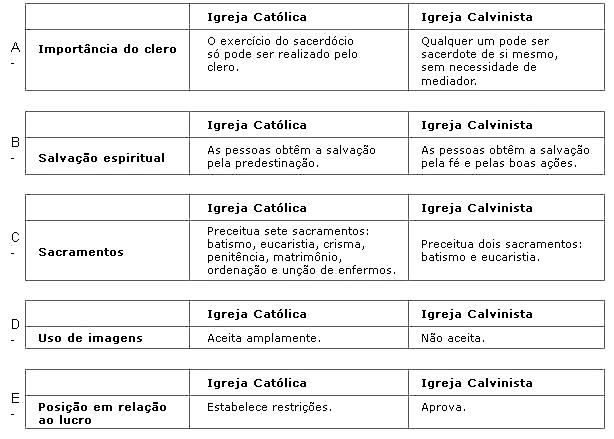 Igreja Católica Igreja Calvinista
A
-
Importância do clero
O exercício do sacerdócio
só pode ser realizado pelo
clero.
Qualquer um pode ser
sacerdote de si mesmo,
sem necessidade de
mediador.
Igreja Católica Igreja Calvinista
B
-
Salvação espiritual
As pessoas obtêm a salvação
pela predestinação.
As pessoas obtêm a salvação
pela fé e pelas boas ações.
Igreja Católica Igreja Calvinista
C
-
Sacramentos
Preceitua sete sacramentos:
batismo, eucaristia, crisma,
penitência, matrimônio,
ordenação e unção de enfermos.
Preceitua dois sacramentos:
batismo e eucaristia.
Igreja Católica Igreja Calvinista
D
-
Uso de imagens
Aceita amplamente.
Não aceita.
Igreja Católica Igreja Calvinista
E
-
Posição em relação
ao lucro
Estabelece restrições.
Aprova.